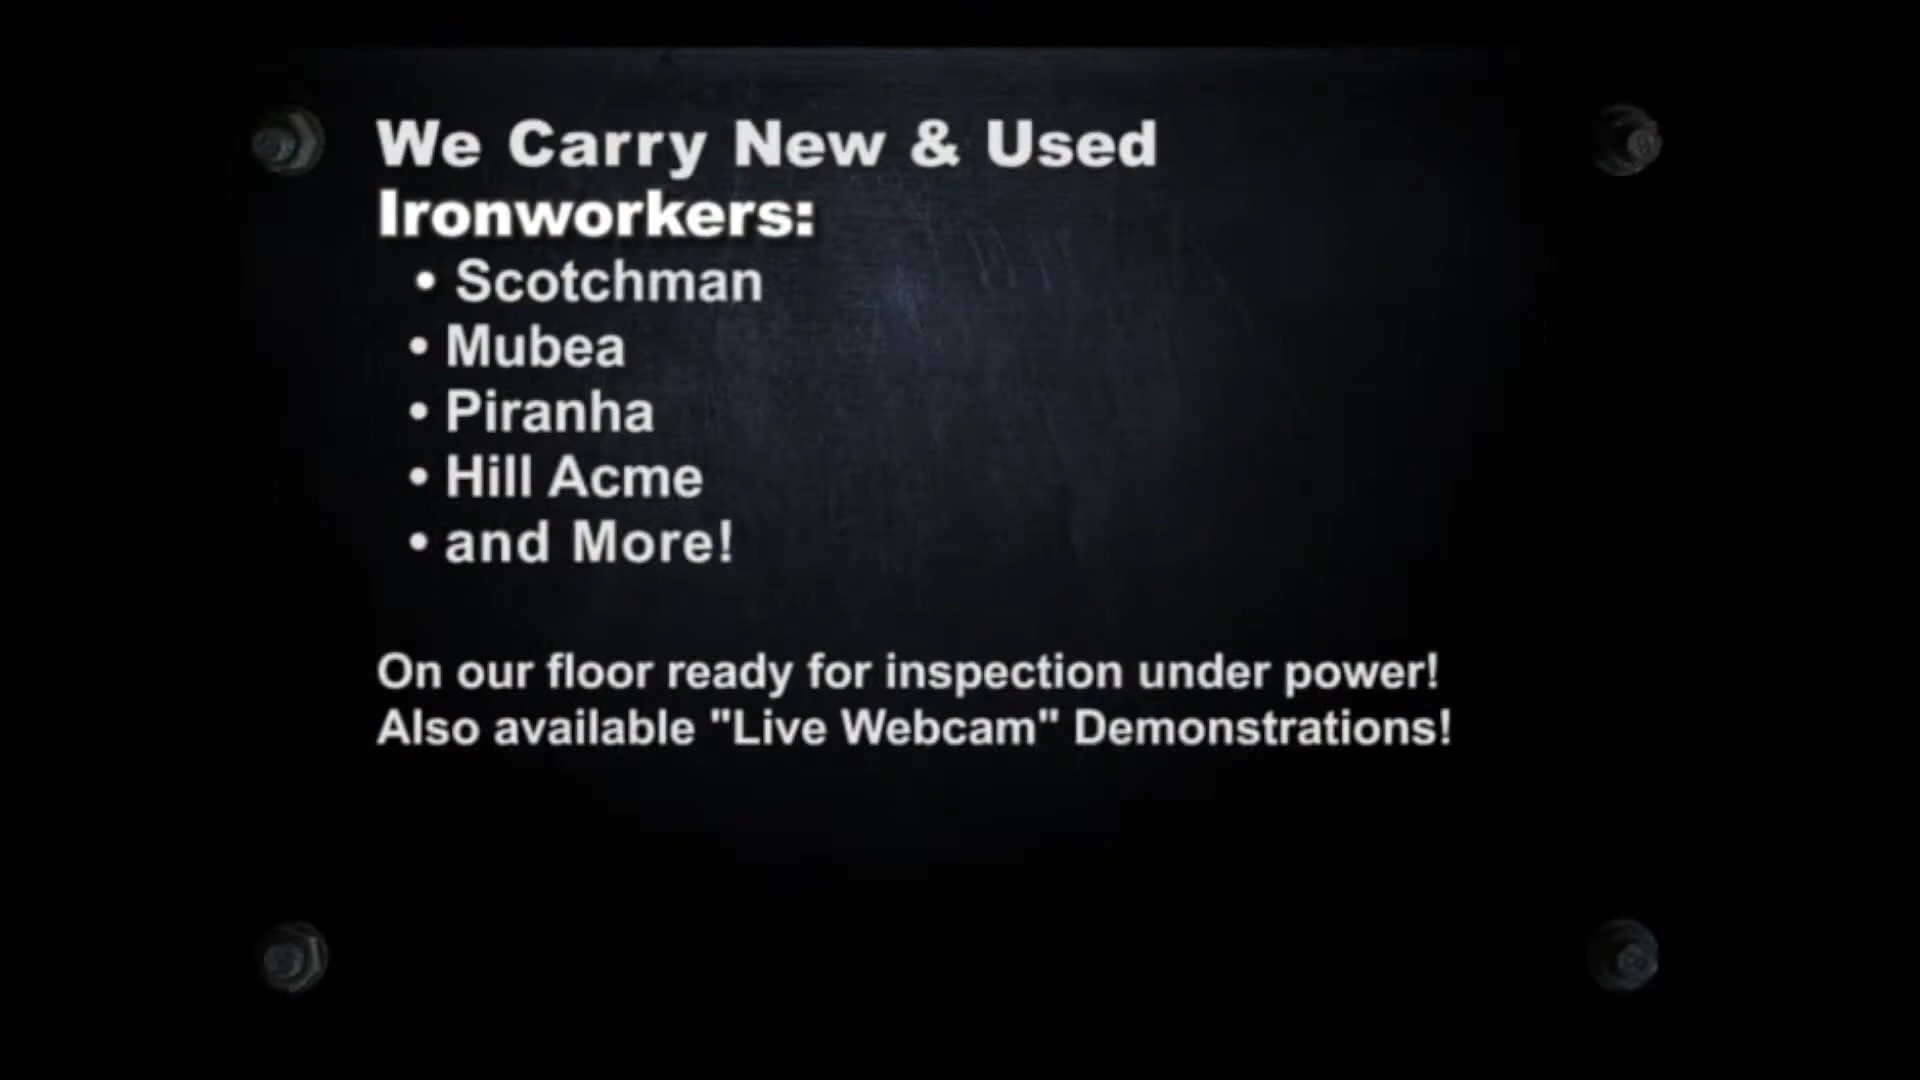 We Carry New & Used
Ironworkers:
• Scotchman
• Mubea
• Piranha
• Hill Acme
• and More!
On our floor ready for inspection under power!
Also available "Live Webcam" Demonstrations!